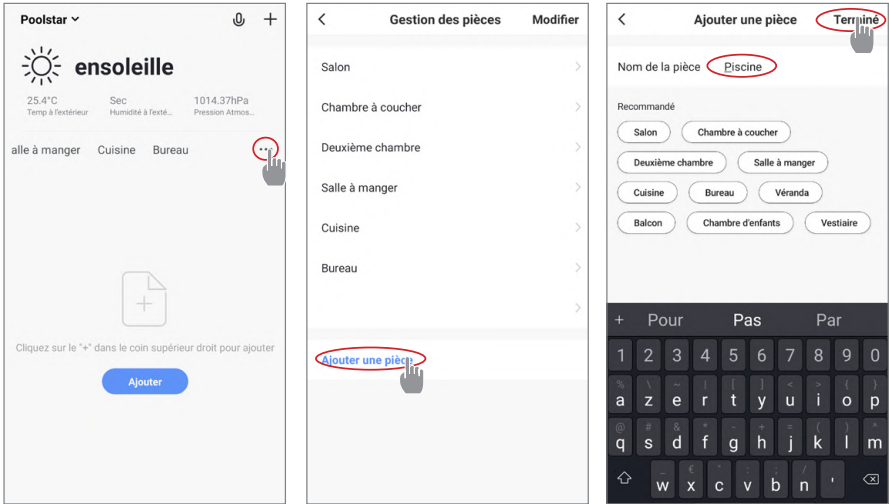 Poolstar
ensoleille
25.4°C Sec 1014.37hPa
Temp à l'extérieur Humidité à l'exté... Pression Atmos...
alle à manger Cuisine Bureau ...
Cliquez sur le "+" dans le coin supérieur droit pour ajouter
Ajouter
Gestion des pièces Modifier
Salon
Chambre à coucher
Deuxième chambre
Salle à manger
Cuisine
Bureau
Ajouter une pièce
Ajouter une pièce Terminé
Nom de la pièce Piscine
Recommandé
Salon Chambre à coucher
Deuxième chambre Salle à manger
Cuisine Bureau Véranda
Balcon Chambre d'enfants Vestiaire
+ Pour Pas Par
1 2 3 4 5 6 7 8 9 0
% \ ~ | [ ] < > { }
a z e r t y u i o p
@ # & * - + = ( ) ^
q s d f g h j k l m
w x c v b n '